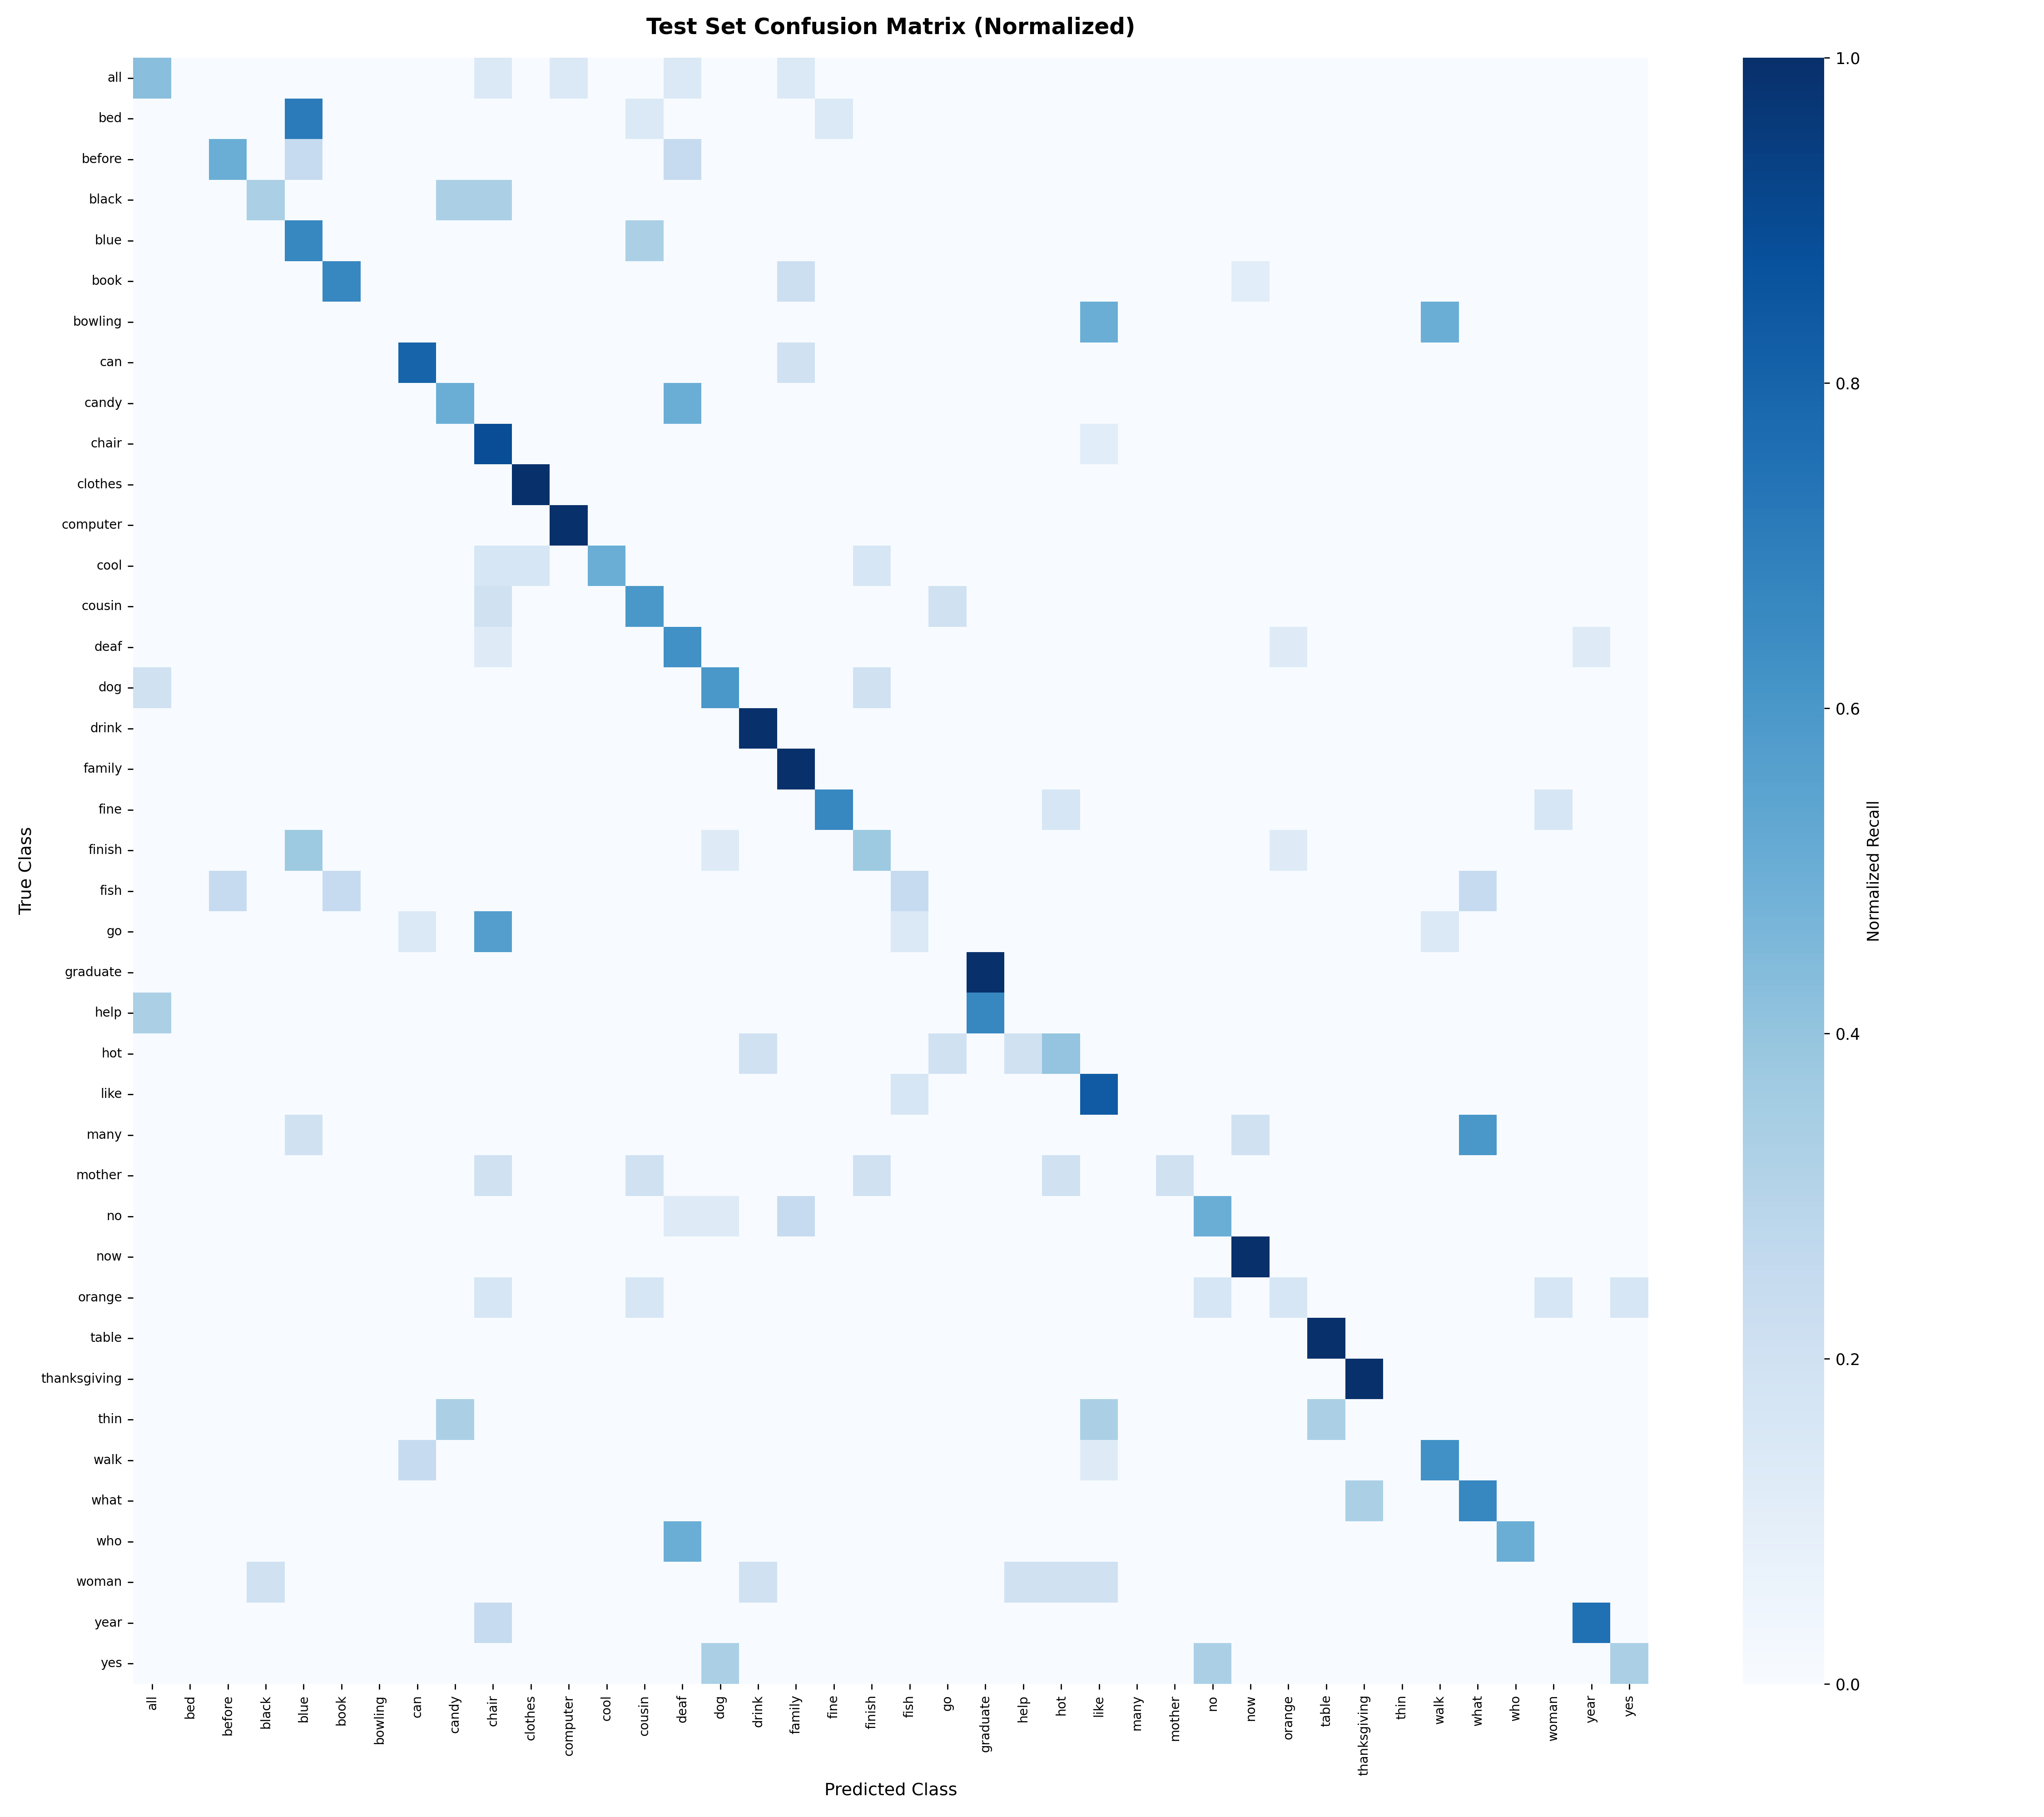 Test Set Confusion Matrix (Normalized)
True Class
all
bed
before
black
blue
book
bowling
can
candy
chair
clothes
computer
cool
cousin
deaf
dog
drink
family
fine
finish
fish
go
graduate
help
hot
like
many
mother
no
now
orange
table
thanksgiving
thin
walk
what
who
woman
year
yes
all
bed
before
black
blue
book
bowling
can
candy
chair
clothes
computer
cool
cousin
deaf
dog
drink
family
fine
finish
fish
go
graduate
help
hot
like
many
mother
no
now
orange
table
thanksgiving
thin
walk
what
who
woman
year
yes
Predicted Class
1.0
0.8
0.6
0.4
0.2
0.0
Normalized Recall